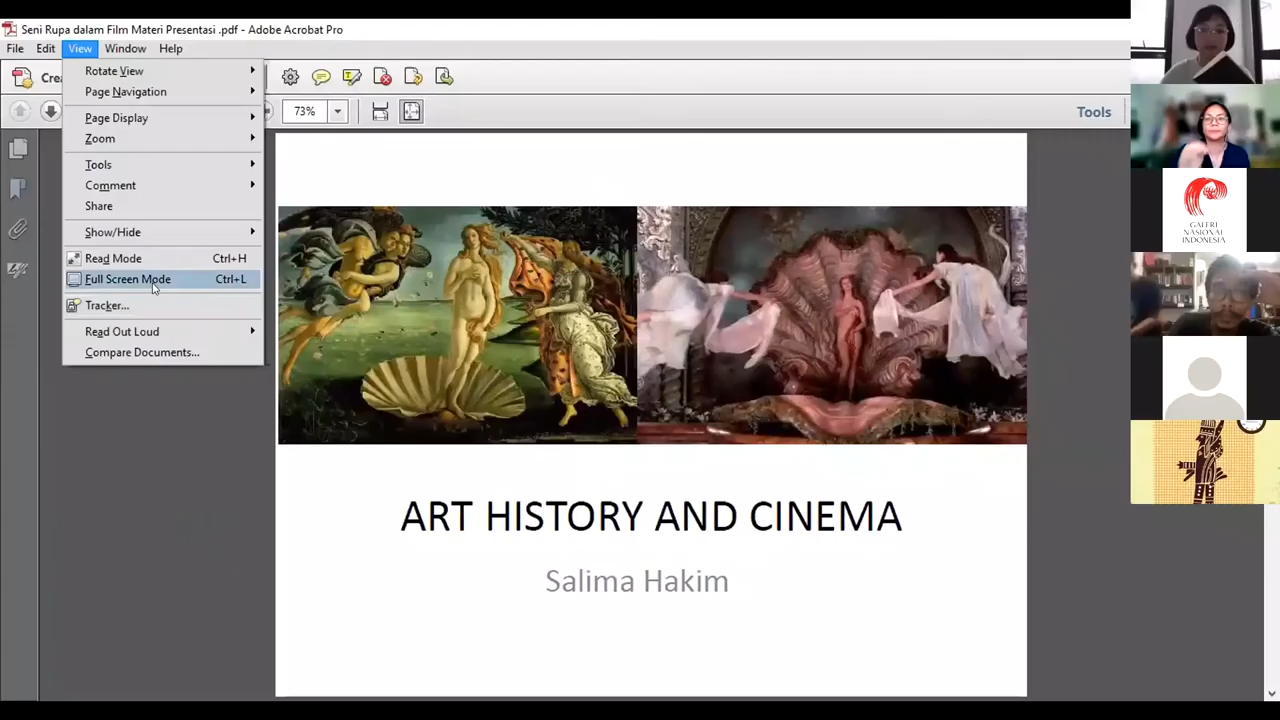 Seni Rupa dalam Film Materi Presentasi .pdf - Adobe Acrobat Pro
File Edit View Window Help
Rotate View
Page Navigation
Page Display
Zoom
Tools
Comment
Share
Show/Hide
Read Mode Ctrl+H
Full Screen Mode Ctrl+L
Tracker...
Read Out Loud
Compare Documents...
Crea
73%
Tools
ART HISTORY AND CINEMA
Salima Hakim
GALERI
NASIONAL
INDONESIA